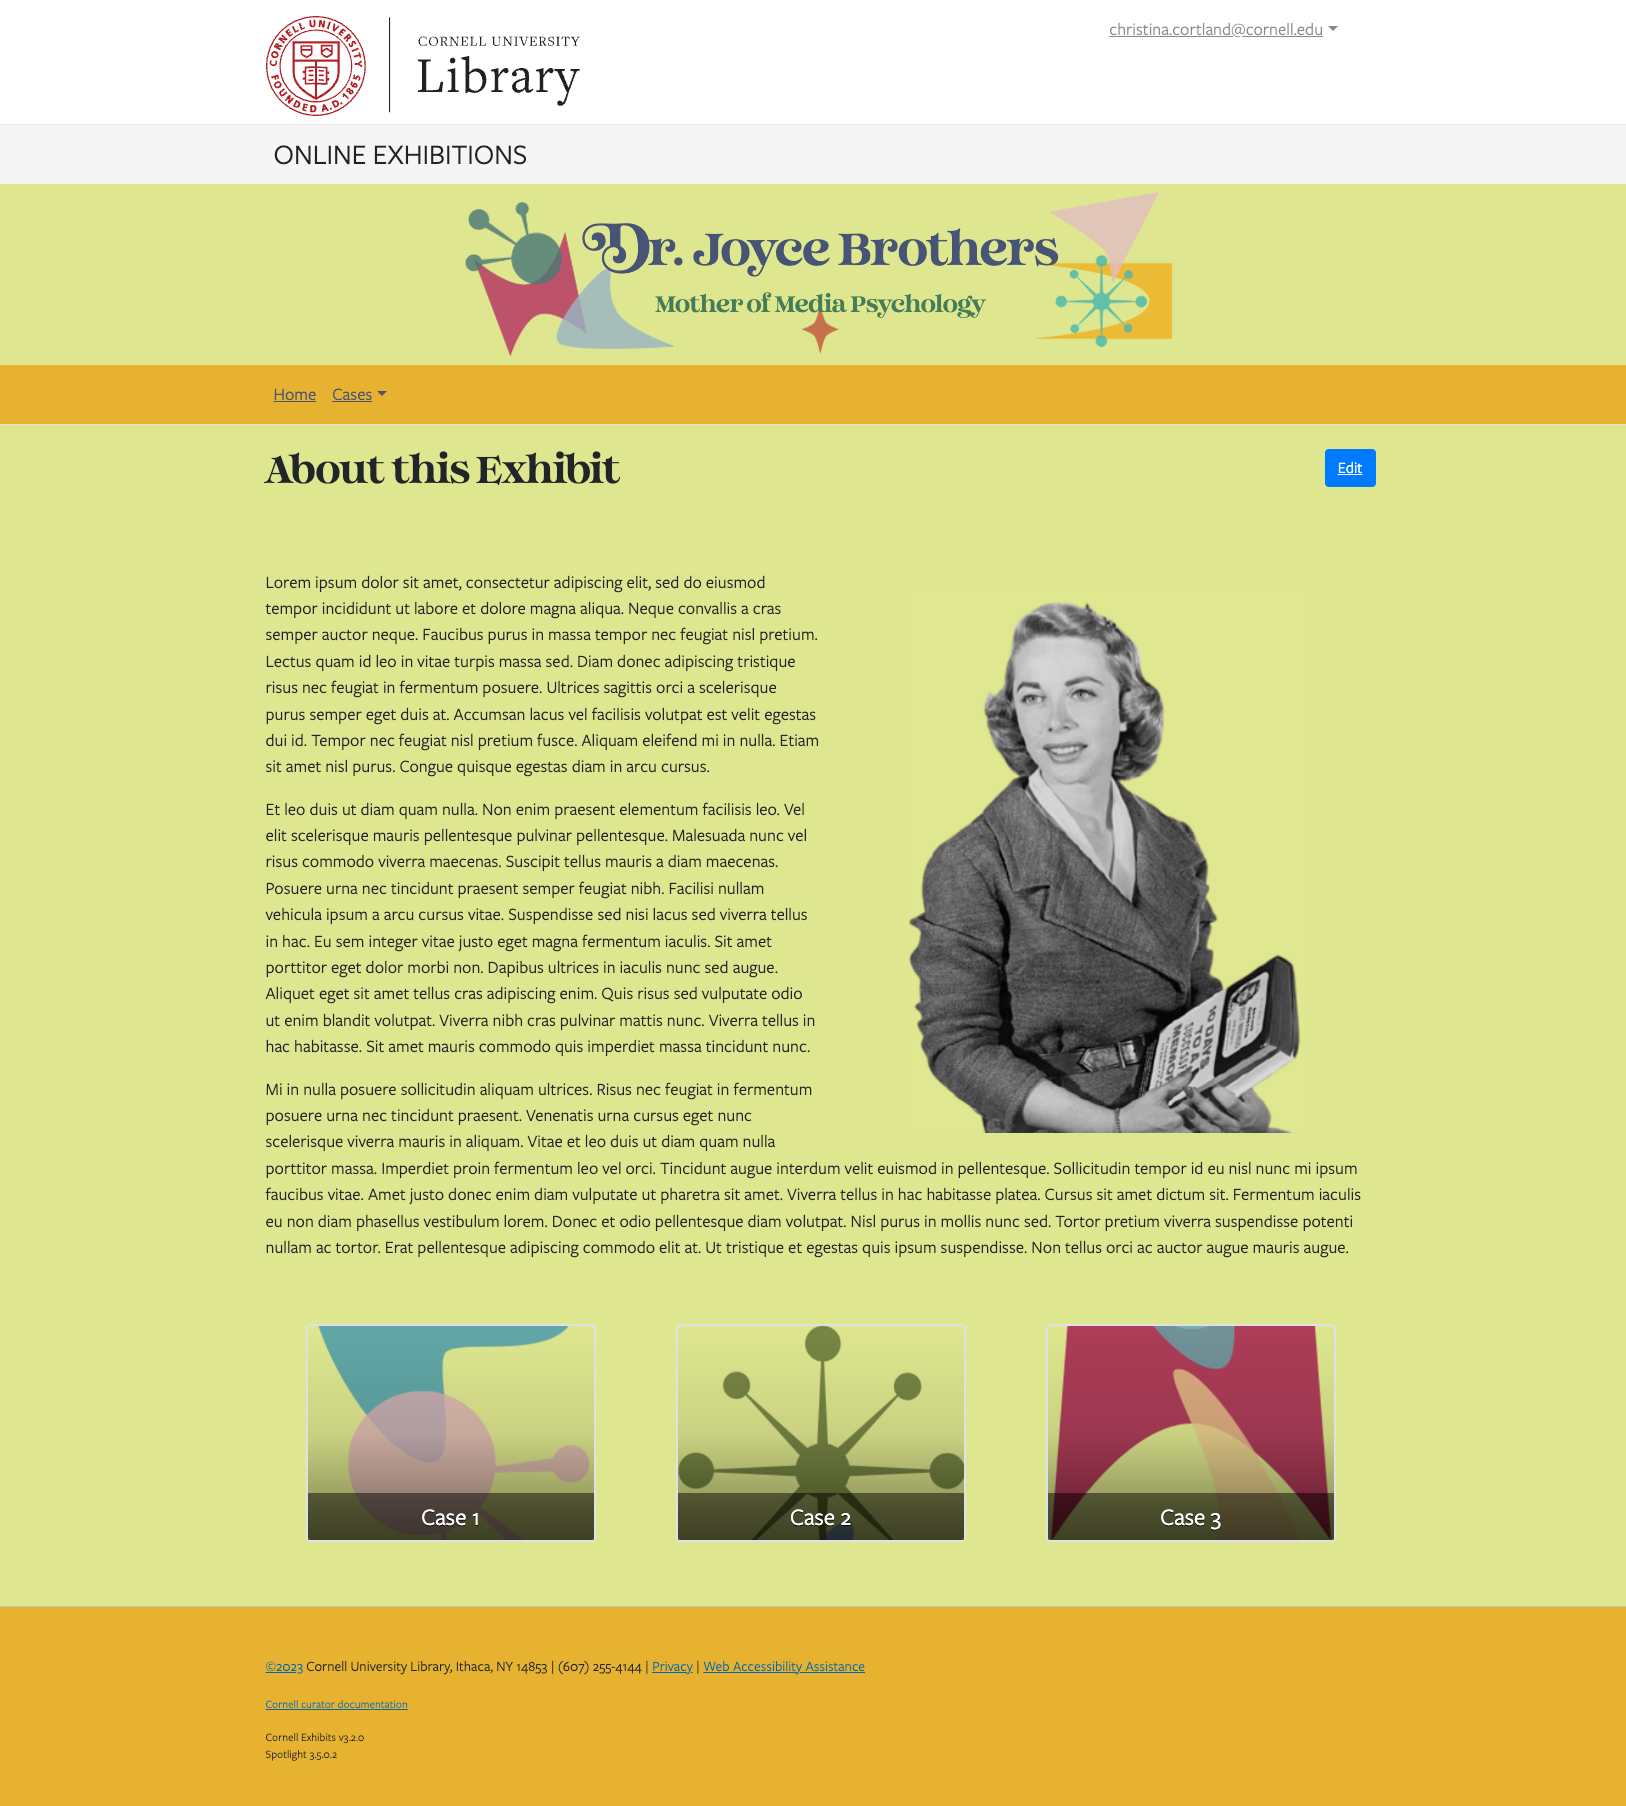 CORNELL UNIVERSITY
FOUNDED A.D. 1865
CORNELL UNIVERSITY
Library
christina.cortland@cornell.edu
ONLINE EXHIBITIONS
Dr. Joyce Brothers
Mother of Media Psychology
Home Cases
About this Exhibit
Edit
Lorem ipsum dolor sit amet, consectetur adipiscing elit, sed do eiusmod
tempor incididunt ut labore et dolore magna aliqua. Neque convallis a cras
semper auctor neque. Faucibus purus in massa tempor nec feugiat nisl pretium.
Lectus quam id leo in vitae turpis massa sed. Diam donec adipiscing tristique
risus nec feugiat in fermentum posuere. Ultrices sagittis orci a scelerisque
purus semper eget duis at. Accumsan lacus vel facilisis volutpat est velit egestas
dui id. Tempor nec feugiat nisl pretium fusce. Aliquam eleifend mi in nulla. Etiam
sit amet nisl purus. Congue quisque egestas diam in arcu cursus.
Et leo duis ut diam quam nulla. Non enim praesent elementum facilisis leo. Vel
elit scelerisque mauris pellentesque pulvinar pellentesque. Malesuada nunc vel
risus commodo viverra maecenas. Suscipit tellus mauris a diam maecenas.
Posuere urna nec tincidunt praesent semper feugiat nibh. Facilisi nullam
vehicula ipsum a arcu cursus vitae. Suspendisse sed nisi lacus sed viverra tellus
in hac. Eu sem integer vitae justo eget magna fermentum iaculis. Sit amet
porttitor eget dolor morbi non. Dapibus ultrices in iaculis nunc sed augue.
Aliquet eget sit amet tellus cras adipiscing enim. Quis risus sed vulputate odio
ut enim blandit volutpat. Viverra nibh cras pulvinar mattis nunc. Viverra tellus in
hac habitasse. Sit amet mauris commodo quis imperdiet massa tincidunt nunc.
10 DAYS
TO A
Mi in nulla posuere sollicitudin aliquam ultrices. Risus nec feugiat in fermentum
posuere urna nec tincidunt praesent. Venenatis urna cursus eget nunc
scelerisque viverra mauris in aliquam. Vitae et leo duis ut diam quam nulla
porttitor massa. Imperdiet proin fermentum leo vel orci. Tincidunt augue interdum velit euismod in pellentesque. Sollicitudin tempor id eu nisl nunc mi ipsum
faucibus vitae. Amet justo donec enim diam vulputate ut pharetra sit amet. Viverra tellus in hac habitasse platea. Cursus sit amet dictum sit. Fermentum iaculis
eu non diam phasellus vestibulum lorem. Donec et odio pellentesque diam volutpat. Nisl purus in mollis nunc sed. Tortor pretium viverra suspendisse potenti
nullam ac tortor. Erat pellentesque adipiscing commodo elit at. Ut tristique et egestas quis ipsum suspendisse. Non tellus orci ac auctor augue mauris augue.
Case 1
Case 2
Case 3
©2023 Cornell University Library, Ithaca, NY 14853 | (607) 255-4144 | Privacy | Web Accessibility Assistance
Cornell curator documentation
Cornell Exhibits v3.2.0
Spotlight 3.5.0.2